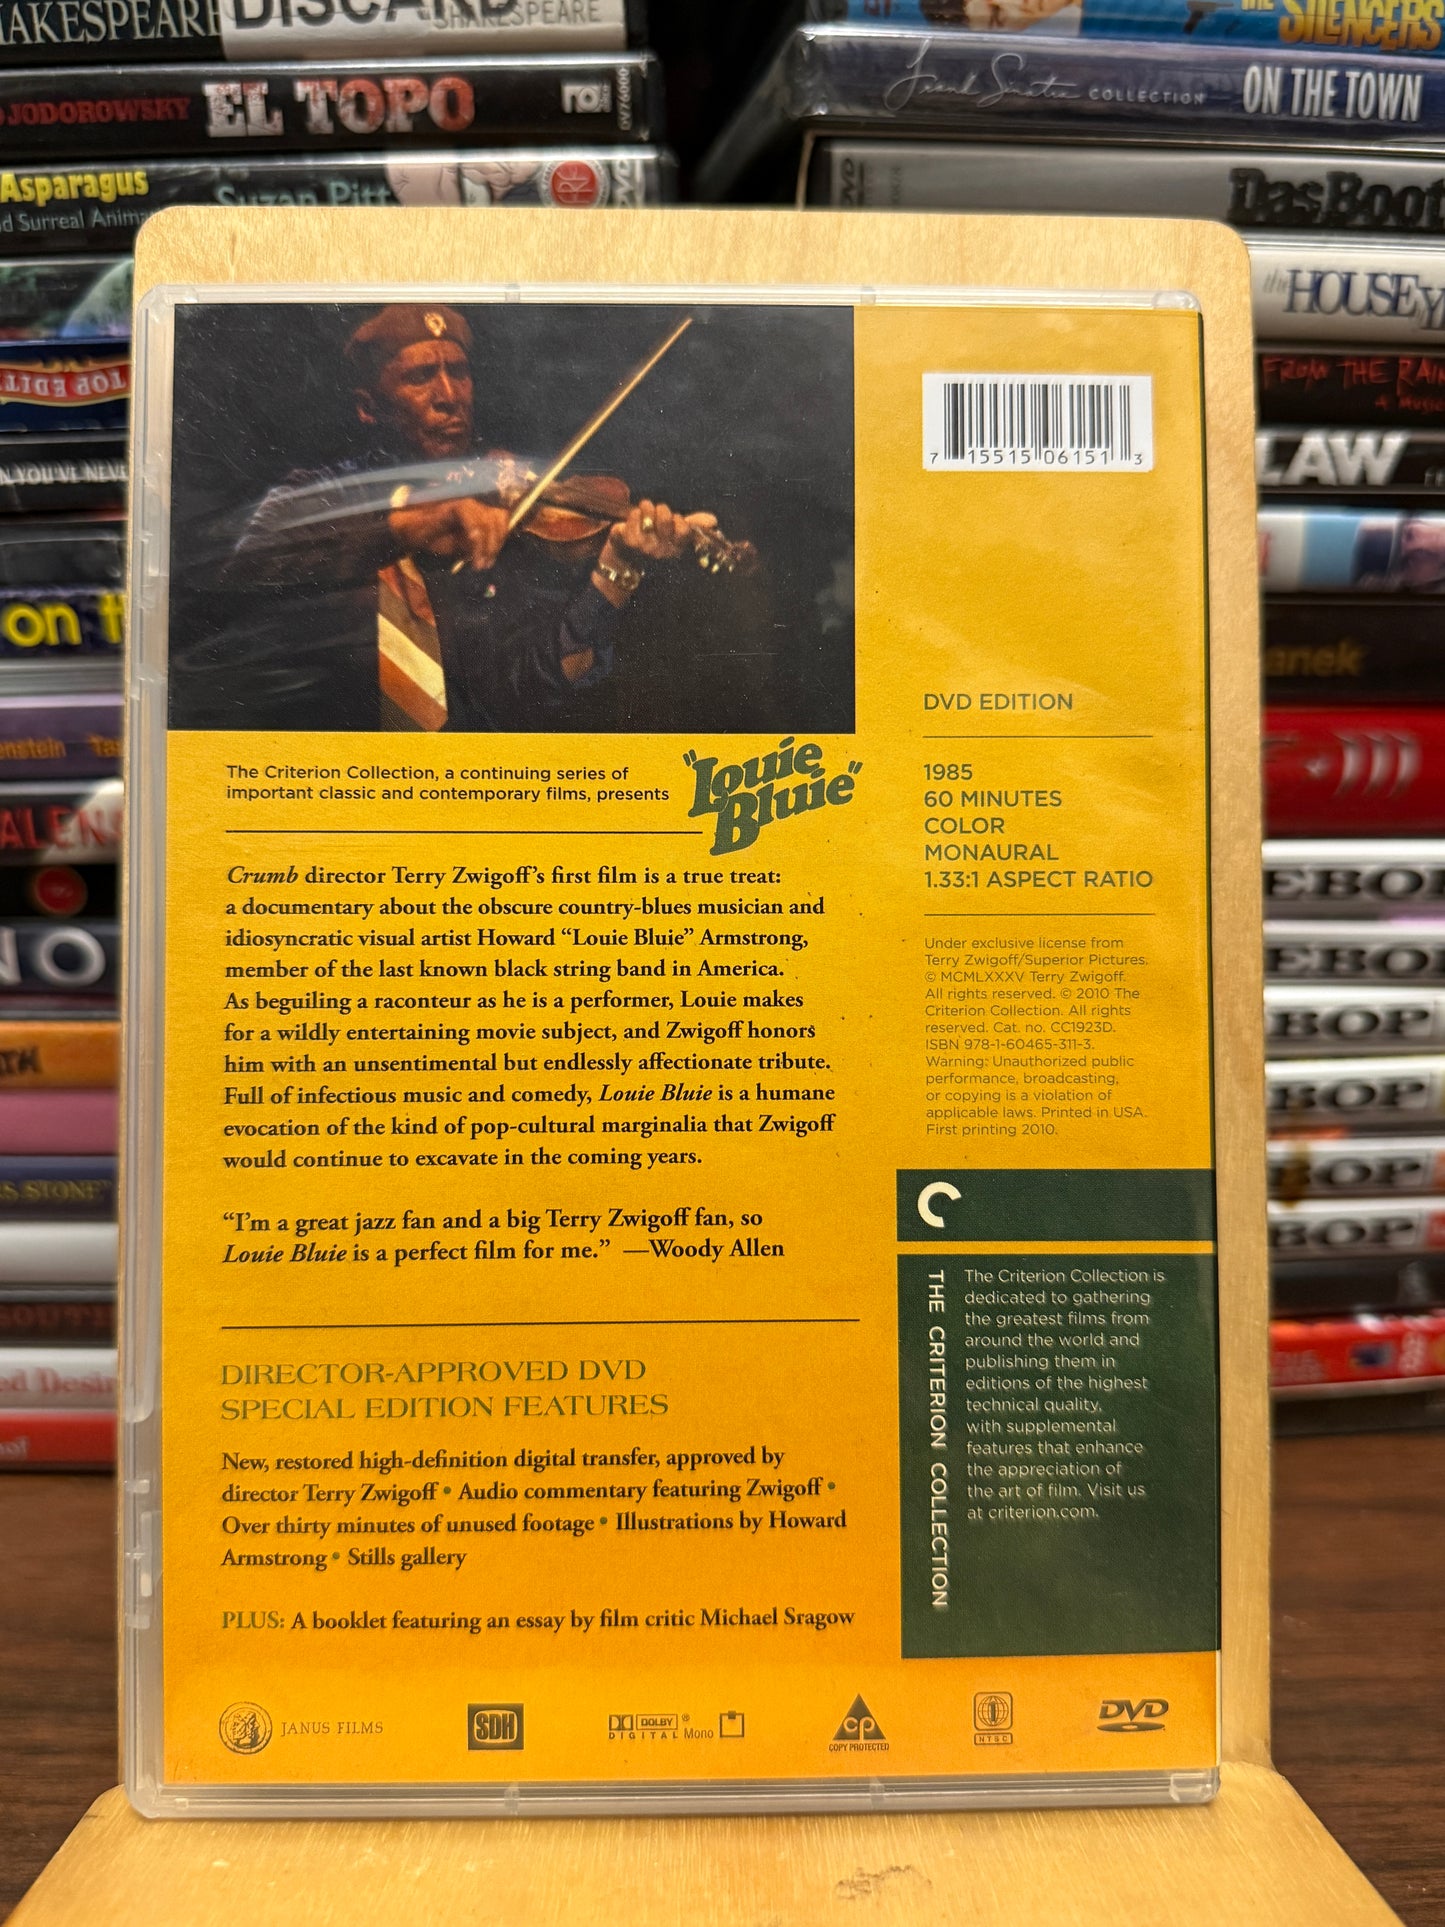 DISCARD
SHAKESPEARE
JODOROWSKY EL TOPO
Asparagus
Suzan Pitt
THE SILENCERS
Frank Sinatra COLLECTION ON THE TOWN
Das Boot
the HOUSE
FROM THE RAIN
LAW
on
7 15515 06151 3
DVD EDITION
1985
60 MINUTES
COLOR
MONAURAL
1.33:1 ASPECT RATIO
The Criterion Collection, a continuing series of
important classic and contemporary films, presents
"Louie
Bluie"
Crumb director Terry Zwigoff's first film is a true treat:
a documentary about the obscure country-blues musician and
idiosyncratic visual artist Howard “Louie Bluie” Armstrong,
member of the last known black string band in America.
As beguiling a raconteur as he is a performer, Louie makes
for a wildly entertaining movie subject, and Zwigoff honors
him with an unsentimental but endlessly affectionate tribute.
Full of infectious music and comedy, Louie Bluie is a humane
evocation of the kind of pop-cultural marginalia that Zwigoff
would continue to excavate in the coming years.
“I'm a great jazz fan and a big Terry Zwigoff fan, so
Louie Bluie is a perfect film for me.” —Woody Allen
DIRECTOR-APPROVED DVD
SPECIAL EDITION FEATURES
New, restored high-definition digital transfer, approved by
director Terry Zwigoff • Audio commentary featuring Zwigoff •
Over thirty minutes of unused footage • Illustrations by Howard
Armstrong • Stills gallery
PLUS: A booklet featuring an essay by film critic Michael Sragow
Under exclusive license from
Terry Zwigoff/Superior Pictures.
© MCMLXXXV Terry Zwigoff.
All rights reserved. © 2010 The
Criterion Collection. All rights
reserved. Cat. no. CC1923D.
ISBN 978-1-60465-311-3.
Warning: Unauthorized public
performance, broadcasting,
or copying is a violation of
applicable laws. Printed in USA.
First printing 2010.
THE CRITERION COLLECTION
The Criterion Collection is
dedicated to gathering
the greatest films from
around the world and
publishing them in
editions of the highest
technical quality,
with supplemental
features that enhance
the appreciation of
the art of film. Visit us
at criterion.com.
JANUS FILMS
SDH
DOLBY
DIGITAL Mono
CP
COPY PROTECTED
NTSC
DVD